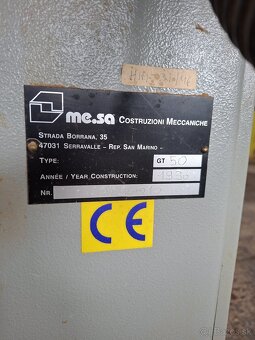 me.sa COSTRUZIONI MECCANICHE
STRADA BORRANA, 35
47031 SERRAVALLE - REP. SAN MARINO -
TYPE: GT 50
ANNÉE / YEAR CONSTRUCTION:
NR.
CE